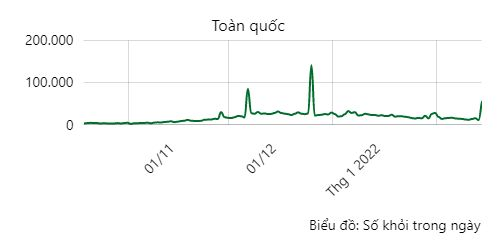 Toàn quốc
200.000
100.000
0
01/11
01/12
Thg 1 2022
Biểu đồ: Số khỏi trong ngày